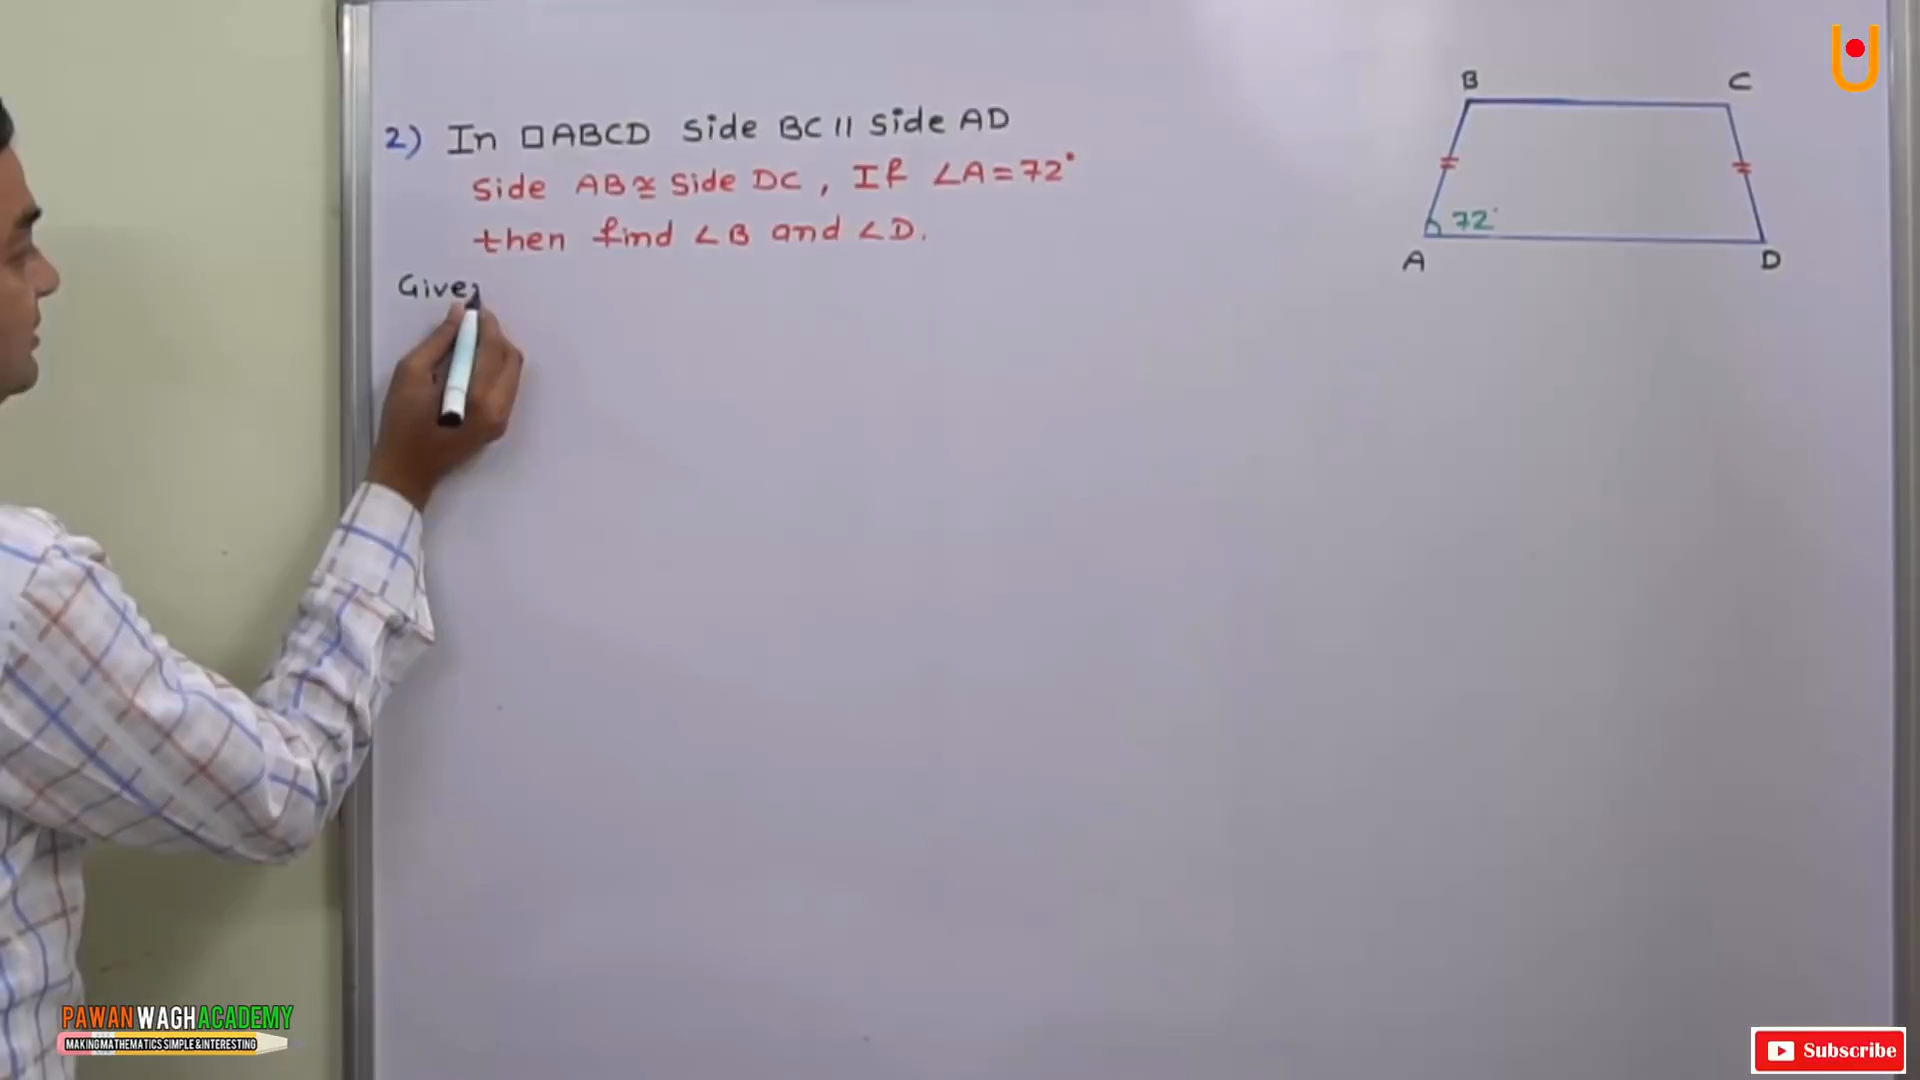 2) In □ABCD Side BC || Side AD
Side AB ≅ Side DC, If ∠A = 72°
then find ∠B and ∠D.
Give
B C
72°
A D
PAWAN WAGH ACADEMY
MAKING MATHEMATICS SIMPLE & INTERESTING
Subscribe